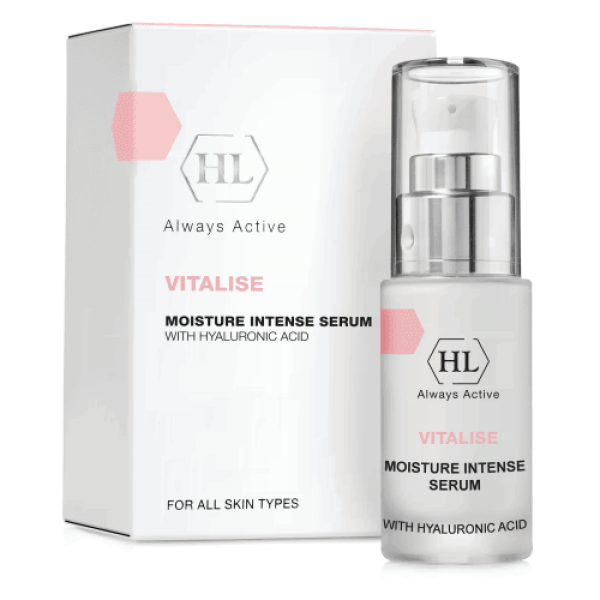 HL
Always Active
VITALISE
MOISTURE INTENSE SERUM
WITH HYALURONIC ACID
FOR ALL SKIN TYPES
HL
Always Active
VITALISE
MOISTURE INTENSE
SERUM
WITH HYALURONIC ACID